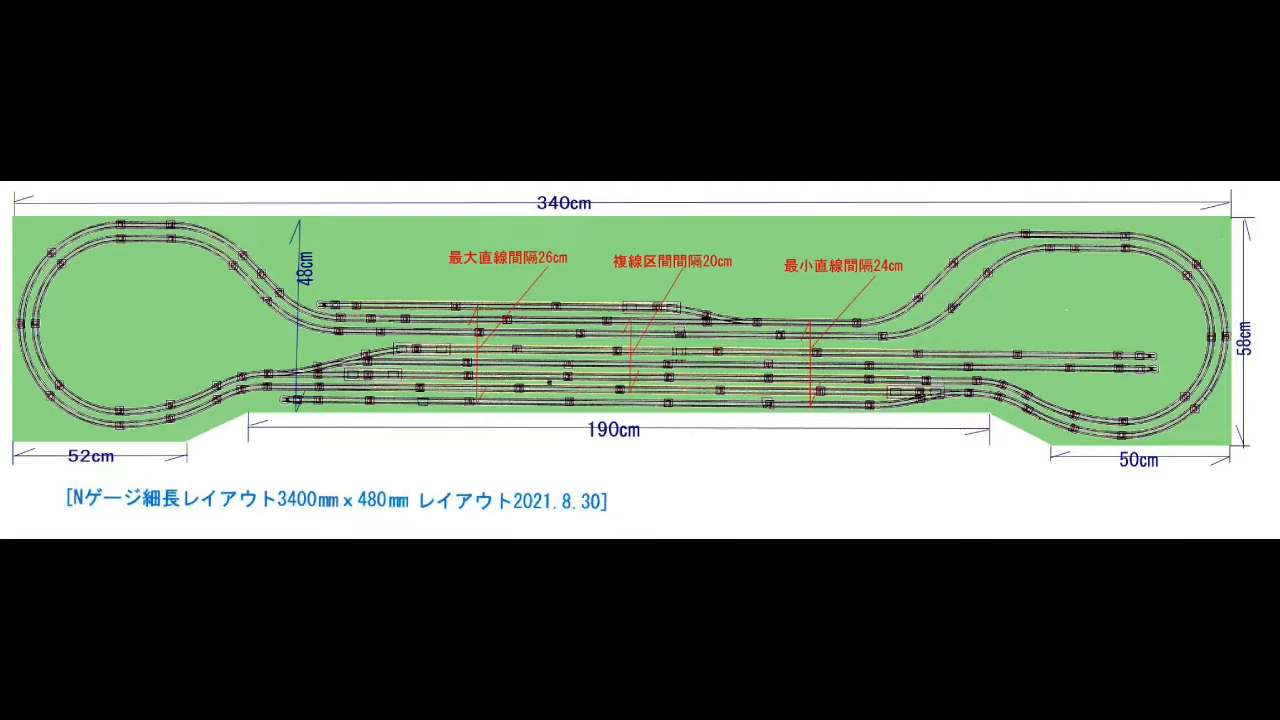 340cm
48cm
最大直線間隔26cm
複線区間間隔20cm
最小直線間隔24cm
58cm
190cm
52cm
50cm
[Nゲージ細長レイアウト3400mm x 480mm レイアウト2021.8.30]